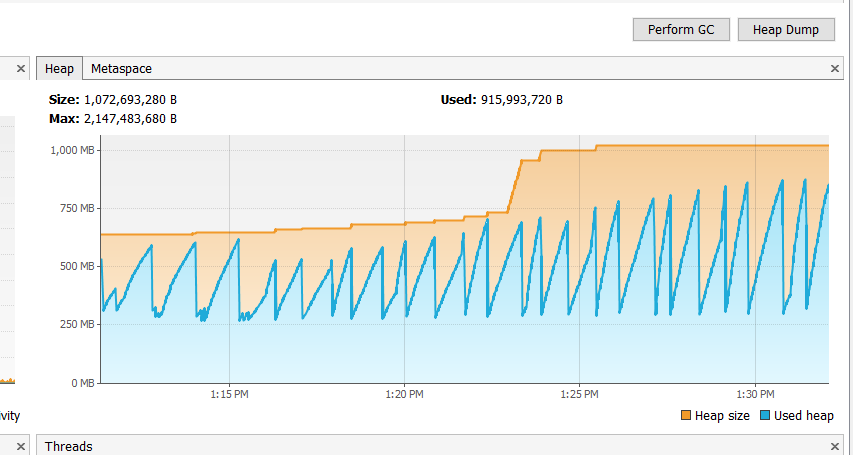 Perform GC
Heap Dump
Heap
Metaspace
Size: 1,072,693,280 B
Used: 915,993,720 B
Max: 2,147,483,680 B
1,000 MB
750 MB
500 MB
250 MB
0 MB
1:15 PM
1:20 PM
1:25 PM
1:30 PM
ivity
Heap size
Used heap
Threads